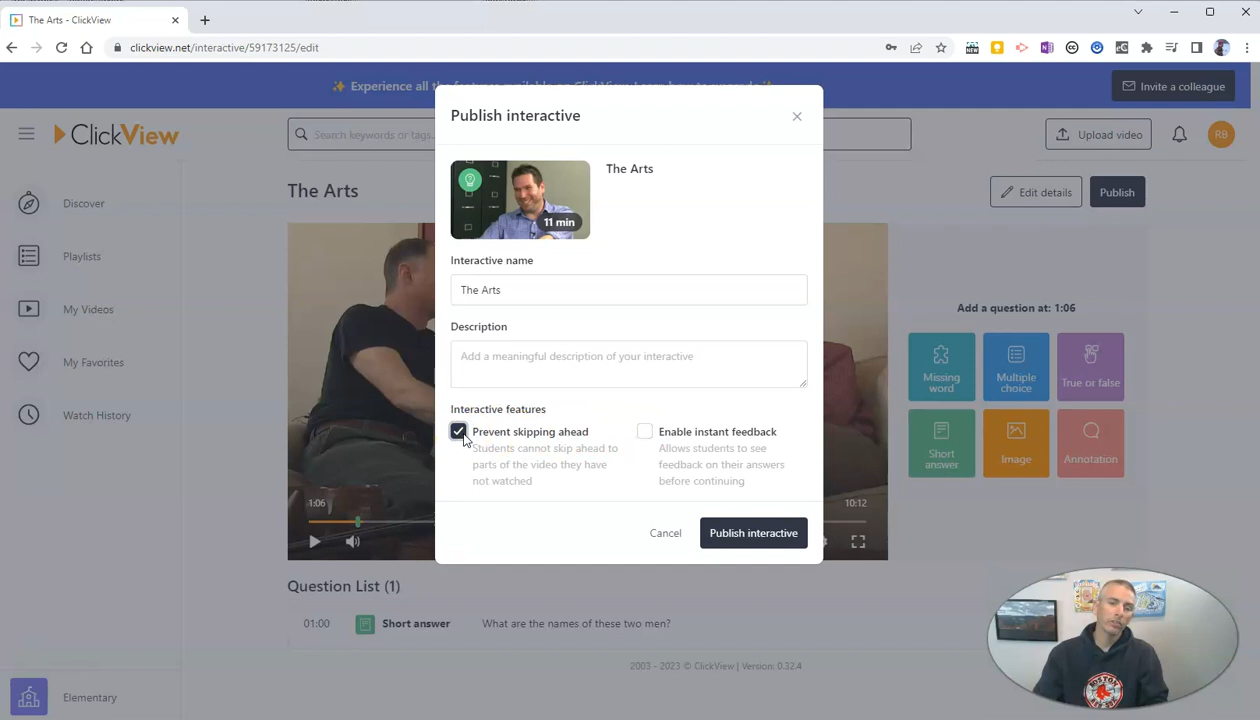 The Arts - ClickView
clickview.net/interactive/59173125/edit
Invite a colleague
ClickView
Search keywords or tags...
Upload video
RB
Discover
Playlists
My Videos
My Favorites
Watch History
Elementary
The Arts
Edit details
Publish
Publish interactive
The Arts
11 min
Interactive name
The Arts
Description
Add a meaningful description of your interactive
Interactive features
Prevent skipping ahead
Students cannot skip ahead to
parts of the video they have
not watched
Enable instant feedback
Allows students to see
feedback on their answers
before continuing
Cancel
Publish interactive
1:06
10:12
Add a question at: 1:06
Missing
word
Multiple
choice
True or false
Short
answer
Image
Annotation
Question List (1)
01:00 Short answer What are the names of these two men?
2003 - 2023 © ClickView | Version: 0.32.4